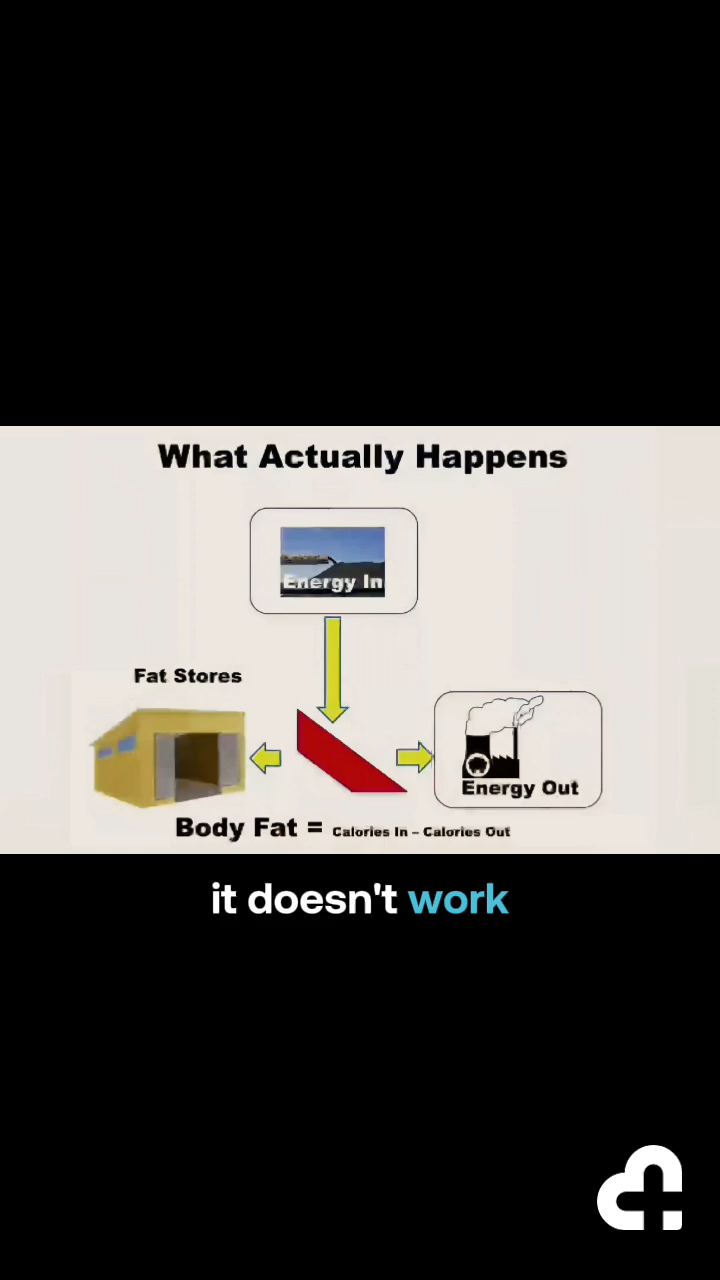 What Actually Happens
Energy In
Fat Stores
Energy Out
Body Fat = Calories In – Calories Out
it doesn't work